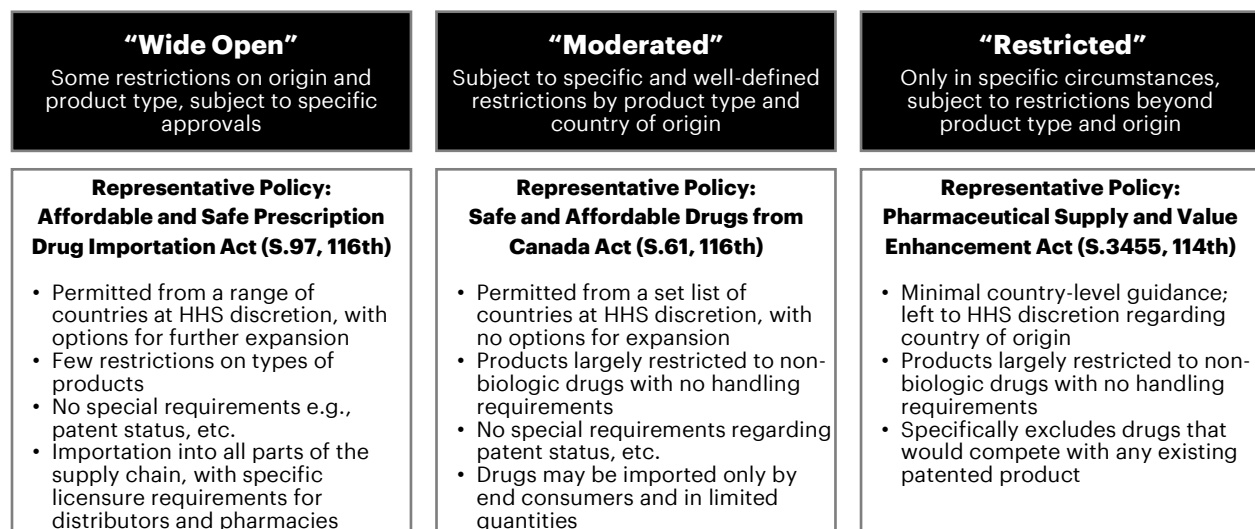 “Wide Open”
Some restrictions on origin and
product type, subject to specific
approvals
Representative Policy:
Affordable and Safe Prescription
Drug Importation Act (S.97, 116th)
• Permitted from a range of
countries at HHS discretion, with
options for further expansion
• Few restrictions on types of
products
• No special requirements e.g.,
patent status, etc.
• Importation into all parts of the
supply chain, with specific
licensure requirements for
distributors and pharmacies
“Moderated”
Subject to specific and well-defined
restrictions by product type and
country of origin
Representative Policy:
Safe and Affordable Drugs from
Canada Act (S.61, 116th)
• Permitted from a set list of
countries at HHS discretion, with
no options for expansion
• Products largely restricted to non-
biologic drugs with no handling
requirements
• No special requirements regarding
patent status, etc.
• Drugs may be imported only by
end consumers and in limited
quantities
“Restricted”
Only in specific circumstances,
subject to restrictions beyond
product type and origin
Representative Policy:
Pharmaceutical Supply and Value
Enhancement Act (S.3455, 114th)
• Minimal country-level guidance;
left to HHS discretion regarding
country of origin
• Products largely restricted to non-
biologic drugs with no handling
requirements
• Specifically excludes drugs that
would compete with any existing
patented product